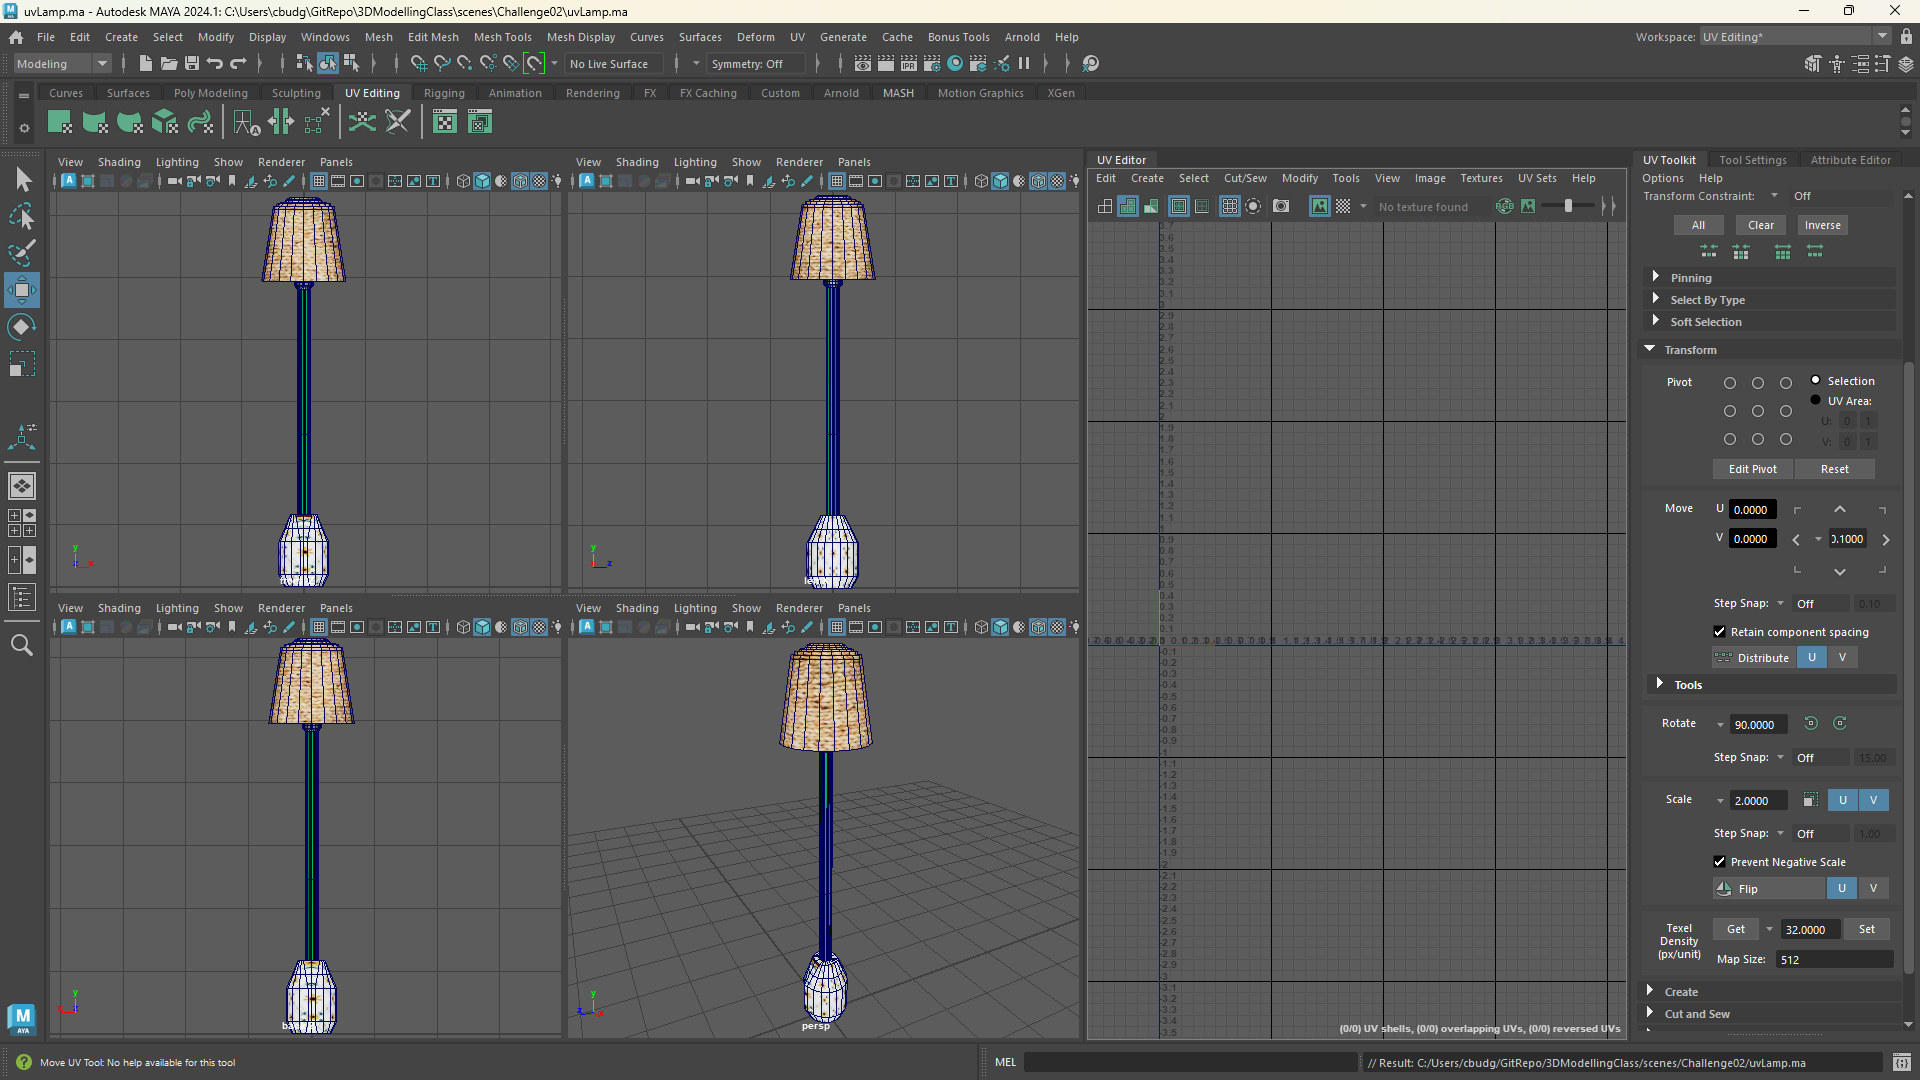 uvLamp.ma - Autodesk MAYA 2024.1: C:\Users\cbudg\GitRepo\3DModellingClass\scenes\Challenge02\uvLamp.ma
File Edit Create Select Modify Display Windows Mesh Edit Mesh Mesh Tools Mesh Display Curves Surfaces Deform UV Generate Cache Bonus Tools Arnold Help
Workspace: UV Editing*
Modeling No Live Surface Symmetry: Off
Curves Surfaces Poly Modeling Sculpting UV Editing Rigging Animation Rendering FX FX Caching Custom Arnold MASH Motion Graphics XGen
View Shading Lighting Show Renderer Panels
View Shading Lighting Show Renderer Panels
View Shading Lighting Show Renderer Panels
View Shading Lighting Show Renderer Panels
persp
UV Editor
Edit Create Select Cut/Sew Modify Tools View Image Textures UV Sets Help
No texture found
(0/0) UV shells, (0/0) overlapping UVs, (0/0) reversed UVs
UV Toolkit Tool Settings Attribute Editor
Options Help
Transform Constraint: Off
All Clear Inverse
Pinning
Select By Type
Soft Selection
Transform
Pivot Selection
UV Area:
U: 0 1
V: 0 1
Edit Pivot Reset
Move U 0.0000
V 0.0000 0.1000
Step Snap: Off 0.10
Retain component spacing
Distribute U V
Tools
Rotate 90.0000
Step Snap: Off 15.00
Scale 2.0000 U V
Step Snap: Off 1.00
Prevent Negative Scale
Flip U V
Texel Density (px/unit) Get 32.0000 Set
Map Size: 512
Create
Cut and Sew
Move UV Tool: No help available for this tool
MEL
// Result: C:/Users/cbudg/GitRepo/3DModellingClass/scenes/Challenge02/uvLamp.ma